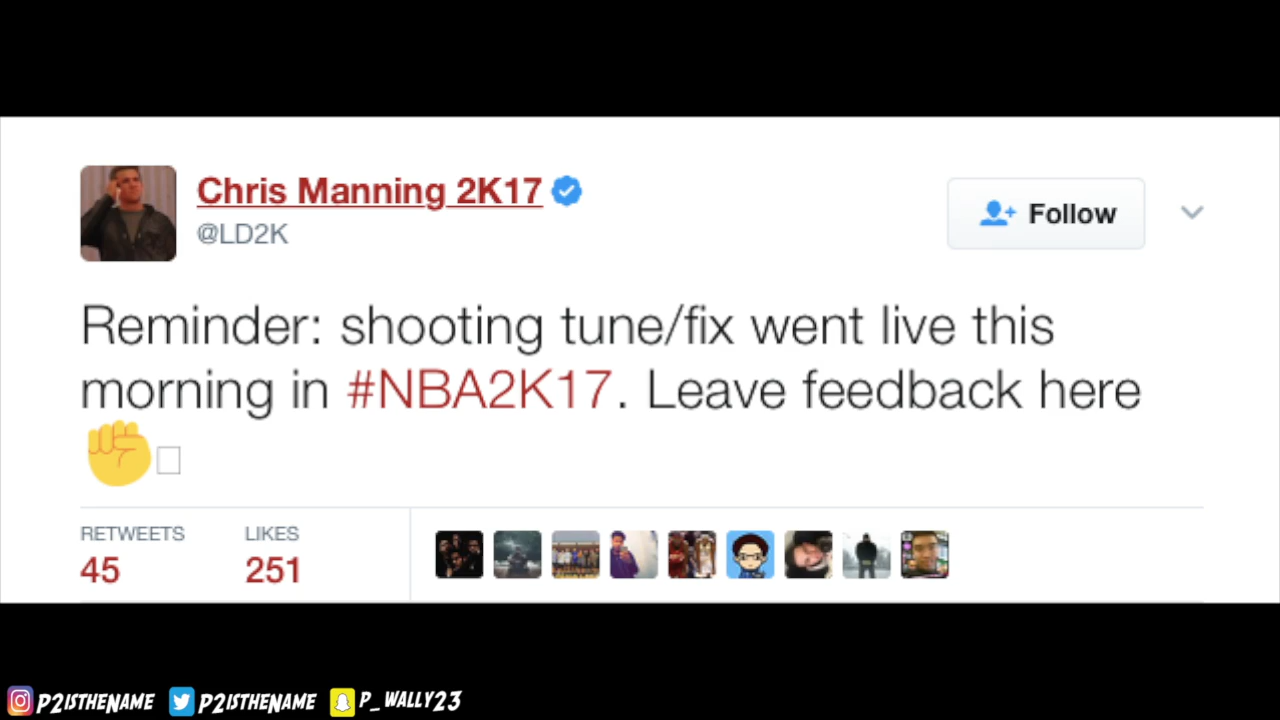 Chris Manning 2K17
@LD2K
Follow
Reminder: shooting tune/fix went live this
morning in #NBA2K17. Leave feedback here
✊
RETWEETS LIKES
45 251
P2ISTHENAME P2ISTHENAME P_WALLY23